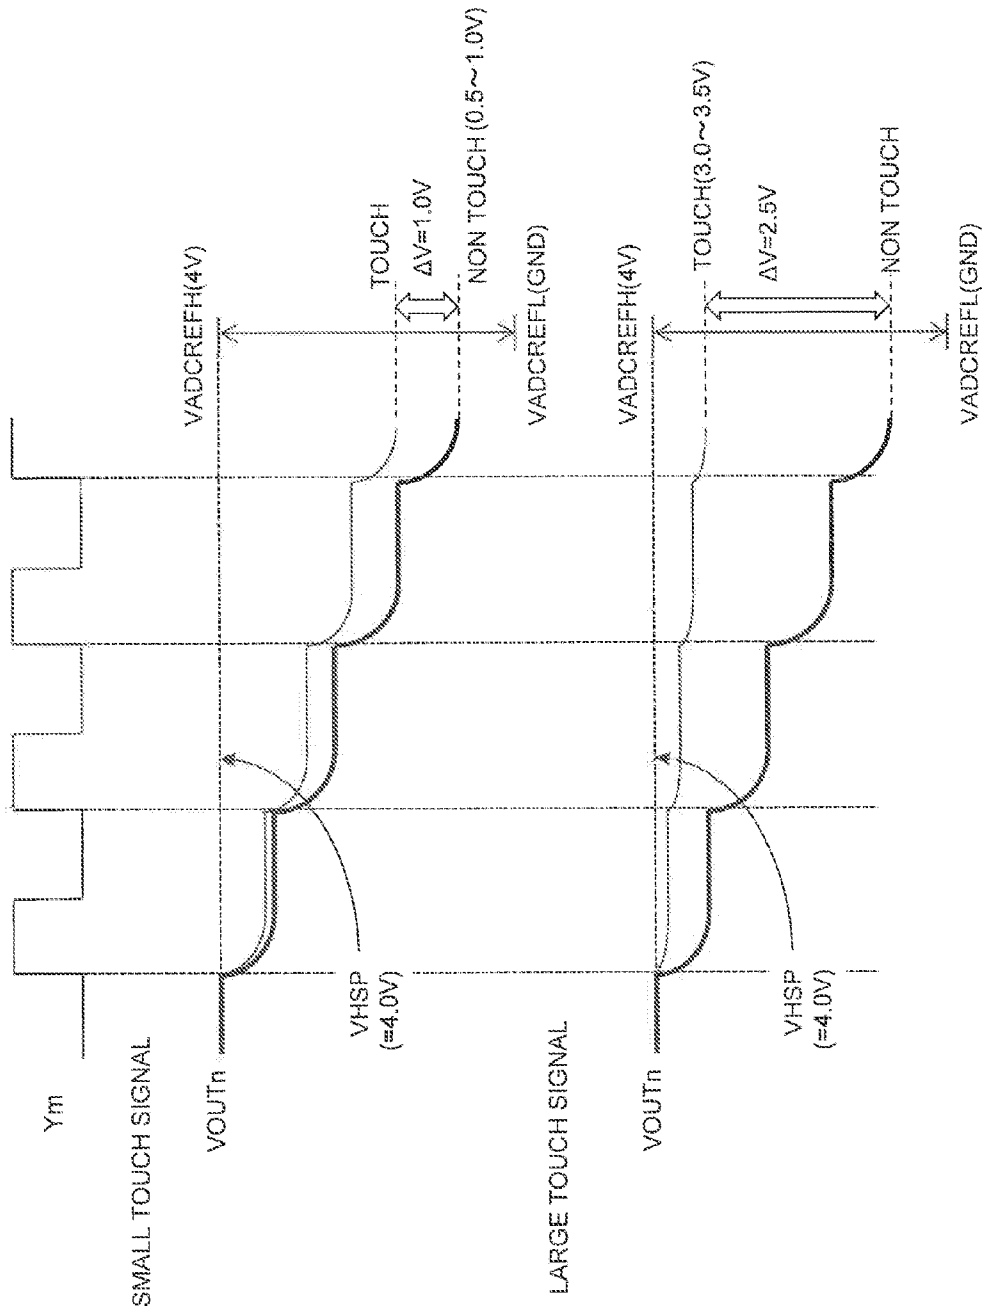 Ym
SMALL TOUCH SIGNAL
VOUTn
VHSP
(=4.0V)
VADCREFH(4V)
TOUCH
ΔV=1.0V
NON TOUCH (0.5~1.0V)
VADCREFL(GND)
LARGE TOUCH SIGNAL
VOUTn
VHSP
(=4.0V)
VADCREFH(4V)
TOUCH(3.0~3.5V)
ΔV=2.5V
NON TOUCH
VADCREFL(GND)